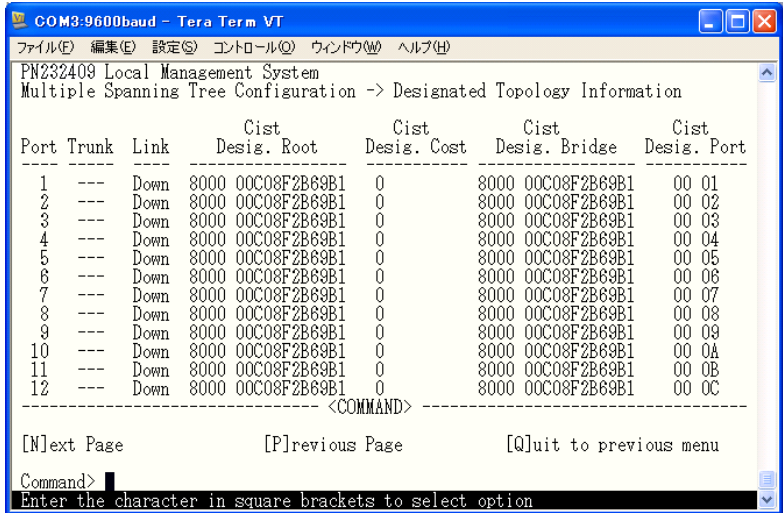 COM3:9600baud - Tera Term VT
ファイル(F) 編集(E) 設定(S) コントロール(O) ウィンドウ(W) ヘルプ(H)
PN232409 Local Management System
Multiple Spanning Tree Configuration -> Designated Topology Information
Cist Cist Cist Cist
Port Trunk Link Desig. Root Desig. Cost Desig. Bridge Desig. Port
---- ----- ---- ----------------- ----------- ----------------- -----------
1 --- Down 8000 00C08F2B69B1 0 8000 00C08F2B69B1 00 01
2 --- Down 8000 00C08F2B69B1 0 8000 00C08F2B69B1 00 02
3 --- Down 8000 00C08F2B69B1 0 8000 00C08F2B69B1 00 03
4 --- Down 8000 00C08F2B69B1 0 8000 00C08F2B69B1 00 04
5 --- Down 8000 00C08F2B69B1 0 8000 00C08F2B69B1 00 05
6 --- Down 8000 00C08F2B69B1 0 8000 00C08F2B69B1 00 06
7 --- Down 8000 00C08F2B69B1 0 8000 00C08F2B69B1 00 07
8 --- Down 8000 00C08F2B69B1 0 8000 00C08F2B69B1 00 08
9 --- Down 8000 00C08F2B69B1 0 8000 00C08F2B69B1 00 09
10 --- Down 8000 00C08F2B69B1 0 8000 00C08F2B69B1 00 0A
11 --- Down 8000 00C08F2B69B1 0 8000 00C08F2B69B1 00 0B
12 --- Down 8000 00C08F2B69B1 0 8000 00C08F2B69B1 00 0C
-------------------------------- <COMMAND> -----------------------------------
[N]ext Page [P]revious Page [Q]uit to previous menu
Command>
Enter the character in square brackets to select option